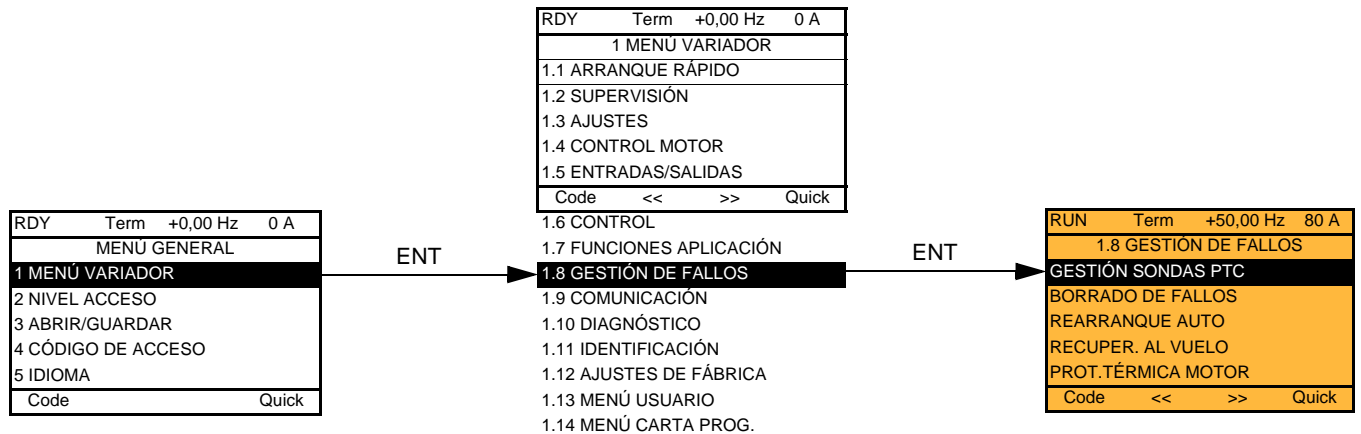 RDY Term +0,00 Hz 0 A
MENÚ GENERAL
1 MENÚ VARIADOR
2 NIVEL ACCESO
3 ABRIR/GUARDAR
4 CÓDIGO DE ACCESO
5 IDIOMA
Code Quick
ENT
RDY Term +0,00 Hz 0 A
1 MENÚ VARIADOR
1.1 ARRANQUE RÁPIDO
1.2 SUPERVISIÓN
1.3 AJUSTES
1.4 CONTROL MOTOR
1.5 ENTRADAS/SALIDAS
Code << >> Quick
1.6 CONTROL
1.7 FUNCIONES APLICACIÓN
1.8 GESTIÓN DE FALLOS
1.9 COMUNICACIÓN
1.10 DIAGNÓSTICO
1.11 IDENTIFICACIÓN
1.12 AJUSTES DE FÁBRICA
1.13 MENÚ USUARIO
1.14 MENÚ CARTA PROG.
ENT
RUN Term +50,00 Hz 80 A
1.8 GESTIÓN DE FALLOS
GESTIÓN SONDAS PTC
BORRADO DE FALLOS
REARRANQUE AUTO
RECUPER. AL VUELO
PROT.TÉRMICA MOTOR
Code << >> Quick